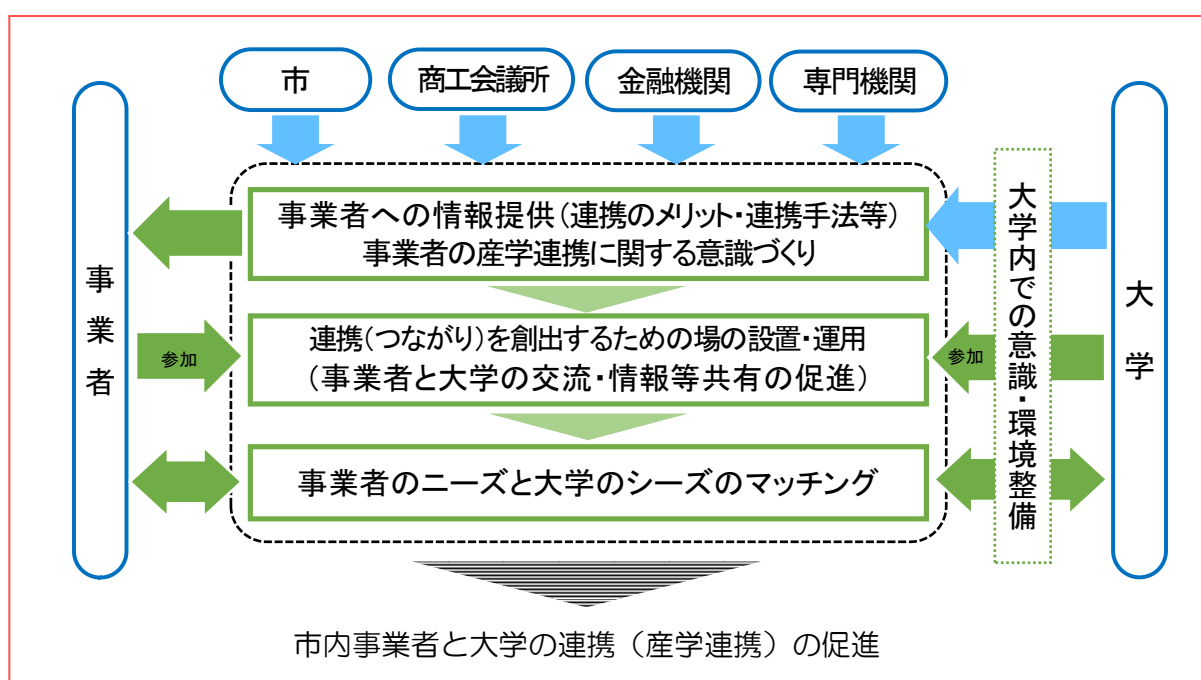 市
商工会議所
金融機関
専門機関
事業者
事業者への情報提供(連携のメリット・連携手法等)
事業者の産学連携に関する意識づくり
参加
連携(つながり)を創出するための場の設置・運用
(事業者と大学の交流・情報等共有の促進)
参加
事業者のニーズと大学のシーズのマッチング
大学内での意識・環境整備
大学
市内事業者と大学の連携(産学連携)の促進